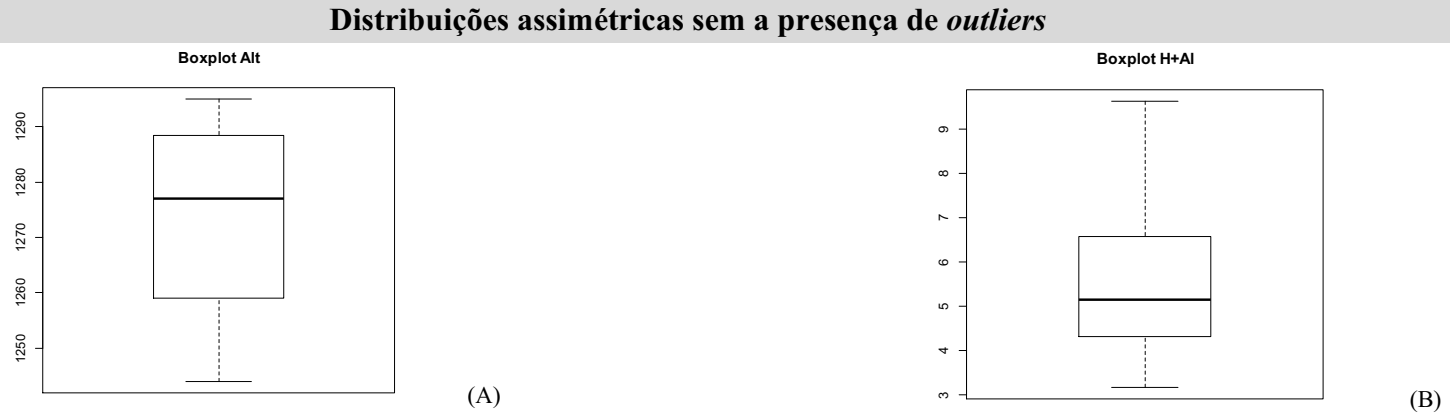 Distribuições assimétricas sem a presença de outliers
Boxplot Alt
1290
1280
1270
1260
1250
(A)
Boxplot H+Al
9
8
7
6
5
4
3
(B)